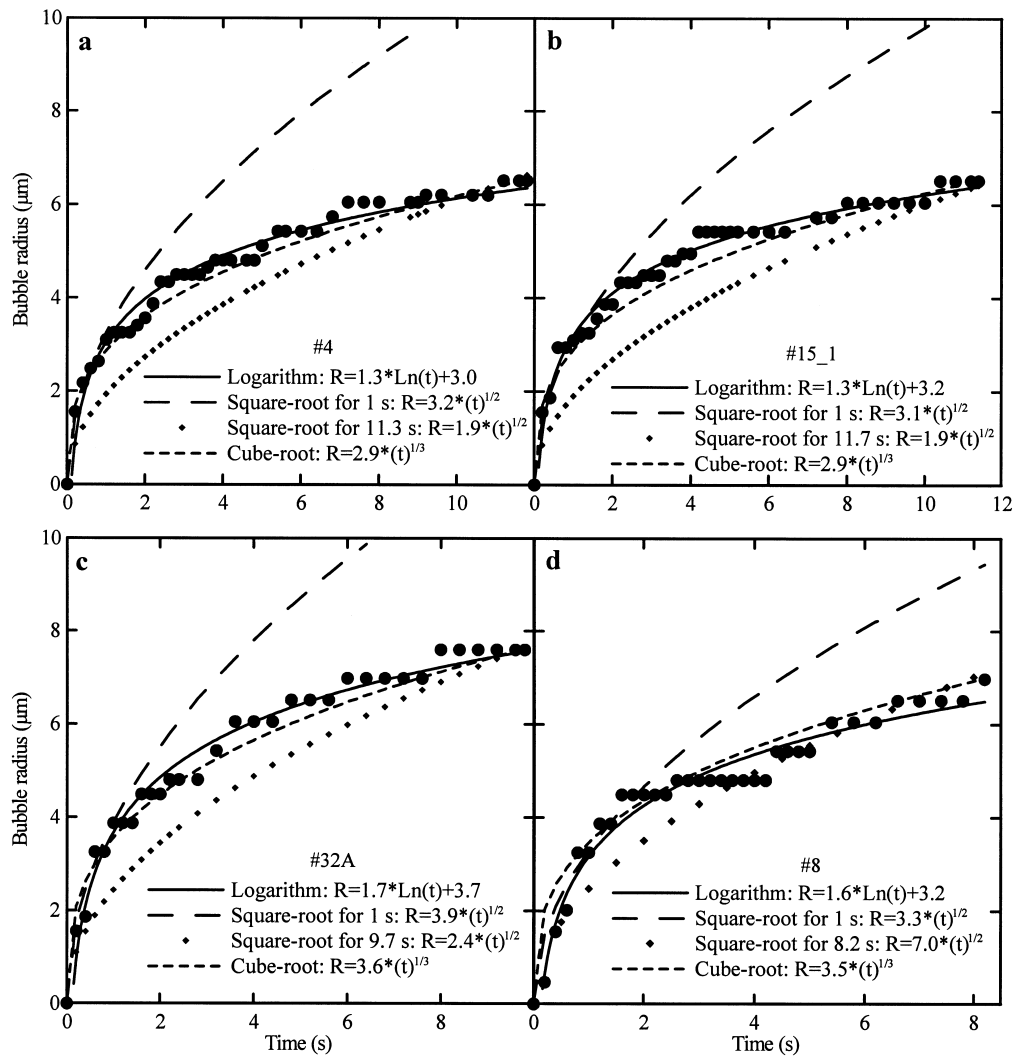 a
Bubble radius (μm)
10
8
6
4
2
0
#4
Logarithm: R=1.3*Ln(t)+3.0
Square-root for 1 s: R=3.2*(t)1/2
Square-root for 11.3 s: R=1.9*(t)1/2
Cube-root: R=2.9*(t)1/3
0 2 4 6 8 10
b
#15_1
Logarithm: R=1.3*Ln(t)+3.2
Square-root for 1 s: R=3.1*(t)1/2
Square-root for 11.7 s: R=1.9*(t)1/2
Cube-root: R=2.9*(t)1/3
0 2 4 6 8 10 12
c
Bubble radius (μm)
10
8
6
4
2
0
#32A
Logarithm: R=1.7*Ln(t)+3.7
Square-root for 1 s: R=3.9*(t)1/2
Square-root for 9.7 s: R=2.4*(t)1/2
Cube-root: R=3.6*(t)1/3
0 2 4 6 8
Time (s)
d
#8
Logarithm: R=1.6*Ln(t)+3.2
Square-root for 1 s: R=3.3*(t)1/2
Square-root for 8.2 s: R=7.0*(t)1/2
Cube-root: R=3.5*(t)1/3
0 2 4 6 8
Time (s)